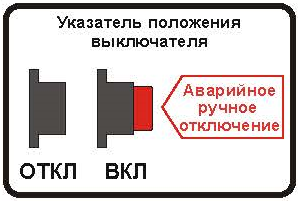 Указатель положения
выключателя
Аварийное
ручное
отключение
ОТКЛ ВКЛ